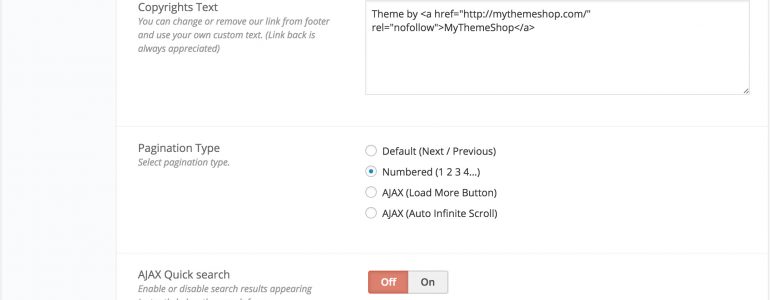 Copyrights Text
You can change or remove our link from footer
and use your own custom text. (Link back is
always appreciated)
Theme by <a href="http://mythemeshop.com/"
rel="nofollow">MyThemeShop</a>
Pagination Type
Select pagination type.
Default (Next / Previous)
Numbered (1 2 3 4...)
AJAX (Load More Button)
AJAX (Auto Infinite Scroll)
AJAX Quick search
Enable or disable search results appearing
Off On